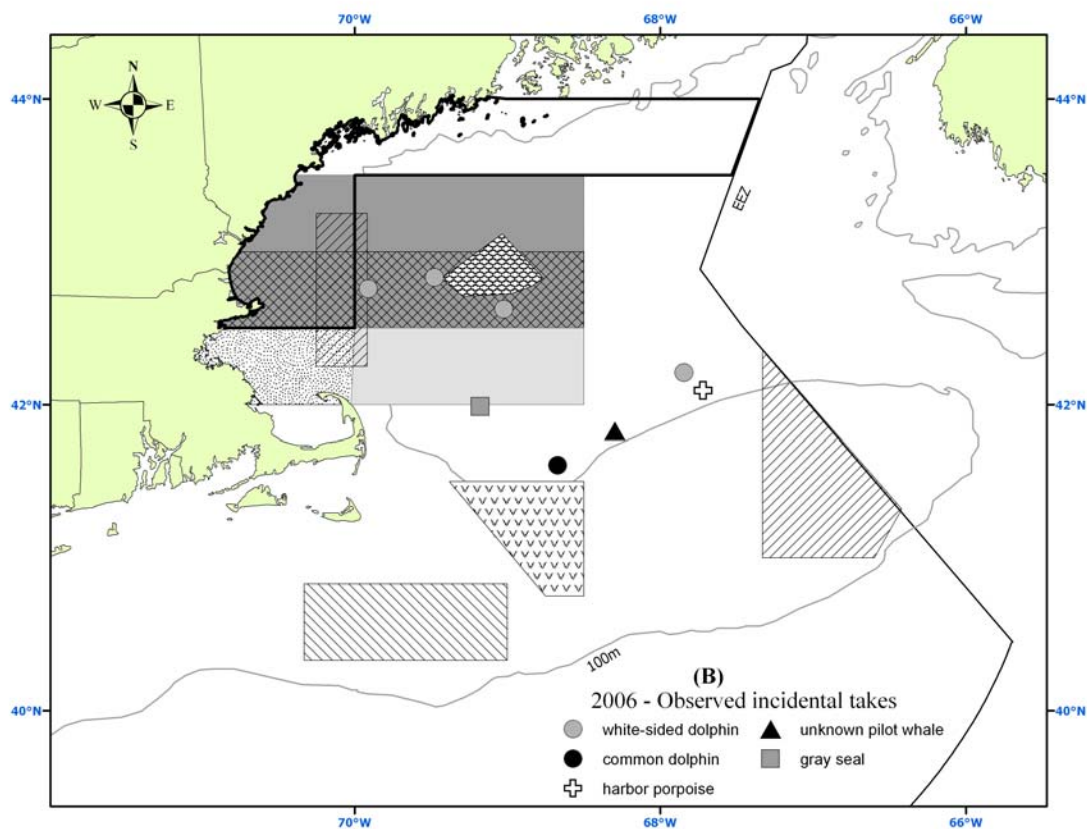 70°W 68°W 66°W
N
W E
S
44°N 44°N
EEZ
42°N 42°N
100m
40°N 40°N
(B)
2006 - Observed incidental takes
white-sided dolphin unknown pilot whale
common dolphin gray seal
harbor porpoise
70°W 68°W 66°W